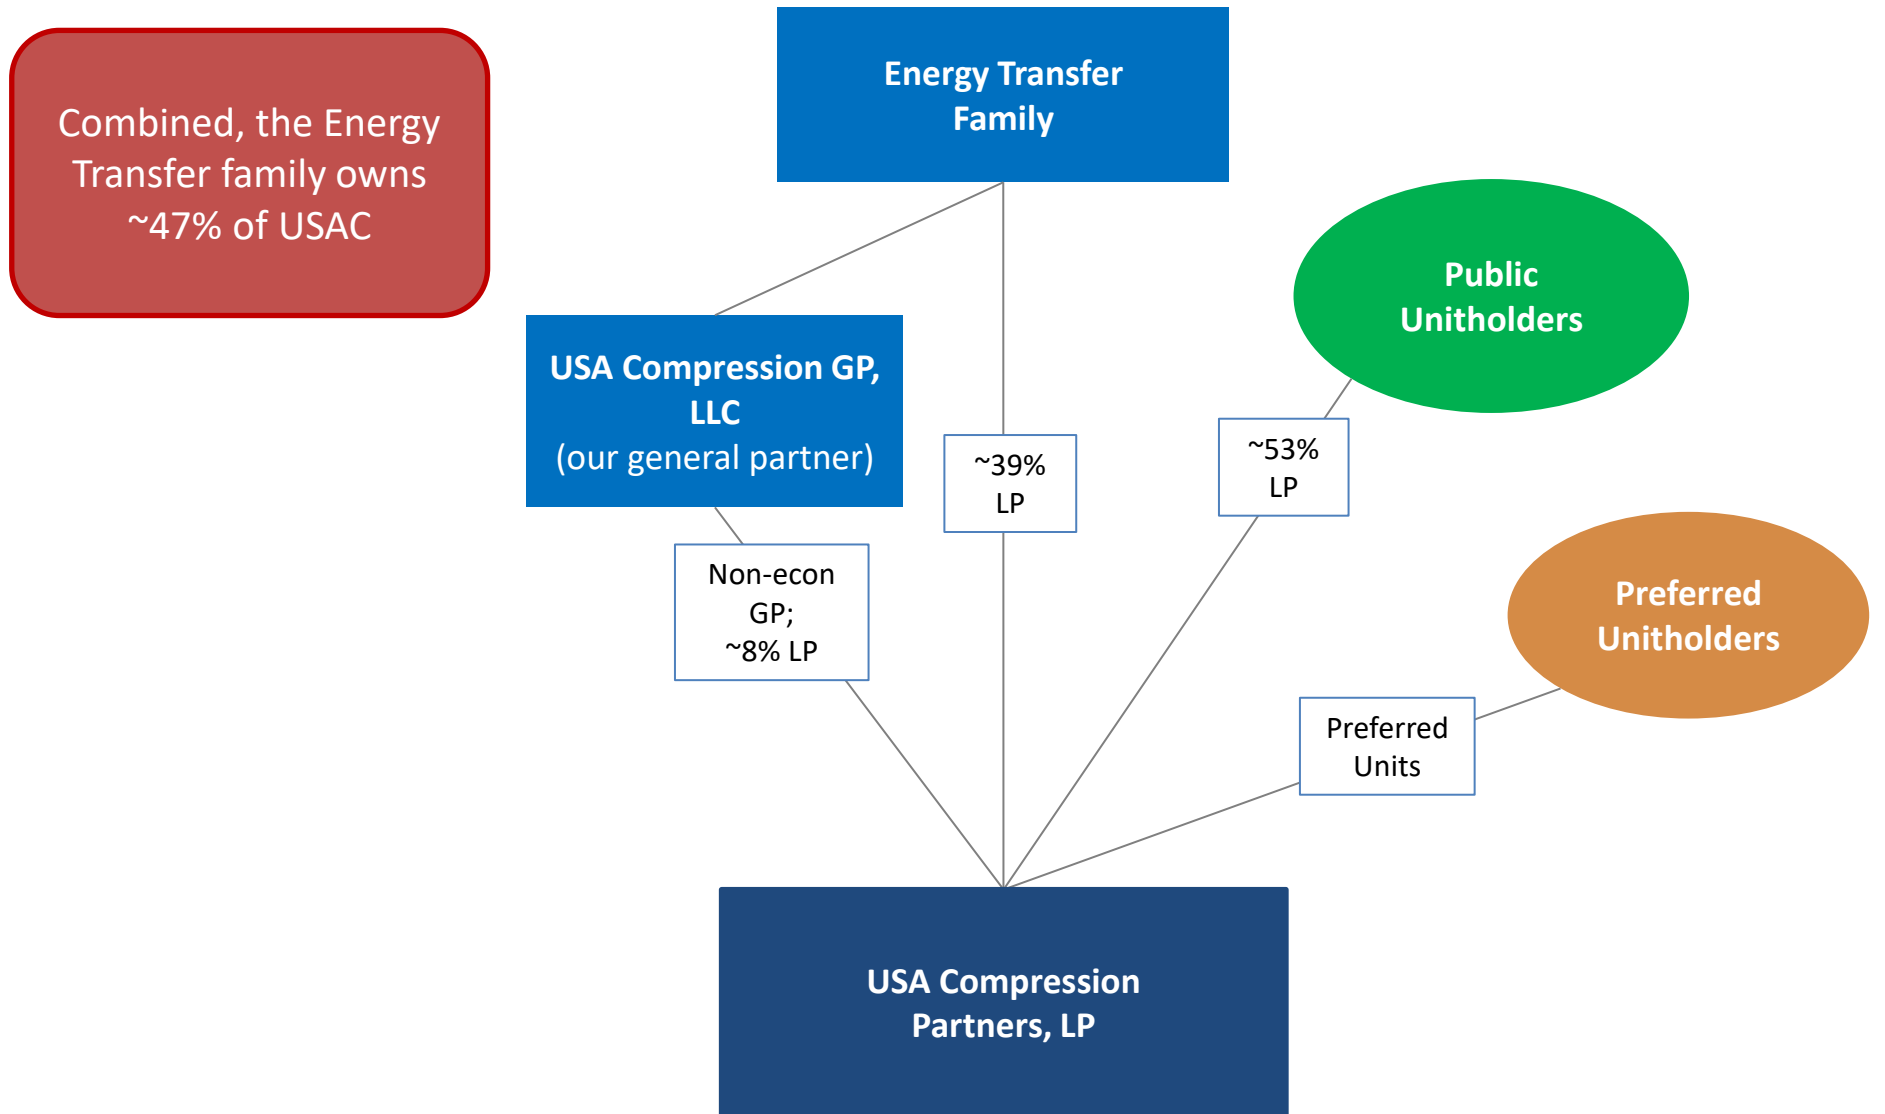 Combined, the Energy
Transfer family owns
~47% of USAC
Energy Transfer
Family
Public
Unitholders
USA Compression GP,
LLC
(our general partner)
~39%
LP
~53%
LP
Non-econ
GP;
~8% LP
Preferred
Unitholders
Preferred
Units
USA Compression
Partners, LP